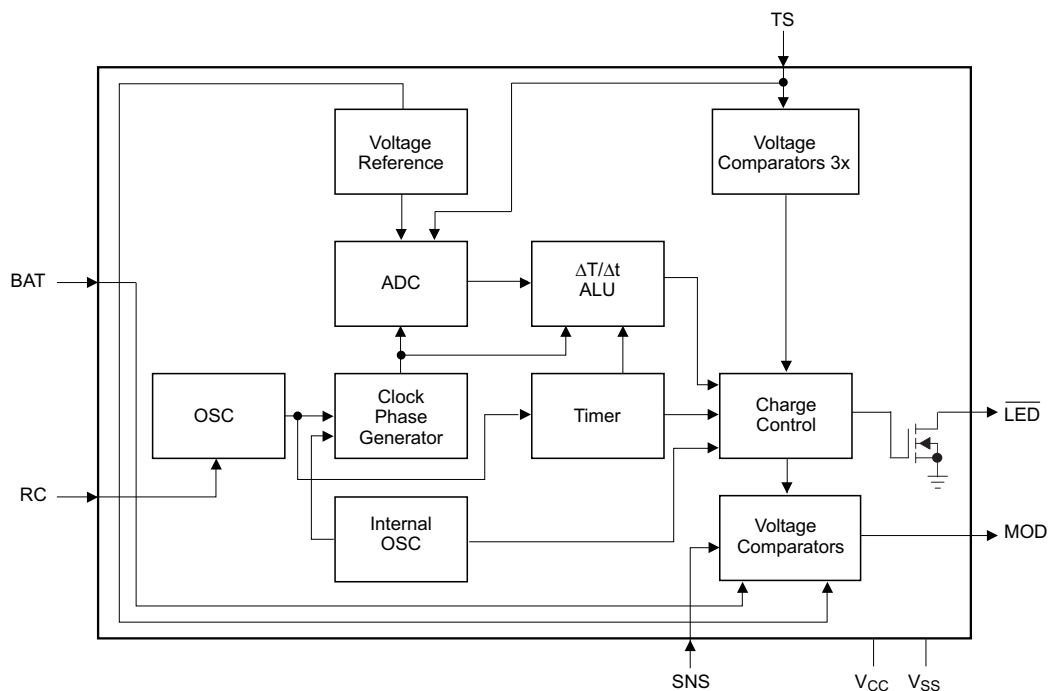 TS
Voltage
Reference
Voltage
Comparators 3x
BAT
ADC
ΔT/Δt
ALU
OSC
Clock
Phase
Generator
Timer
Charge
Control
LED
RC
Internal
OSC
Voltage
Comparators
MOD
SNS
VCC
VSS